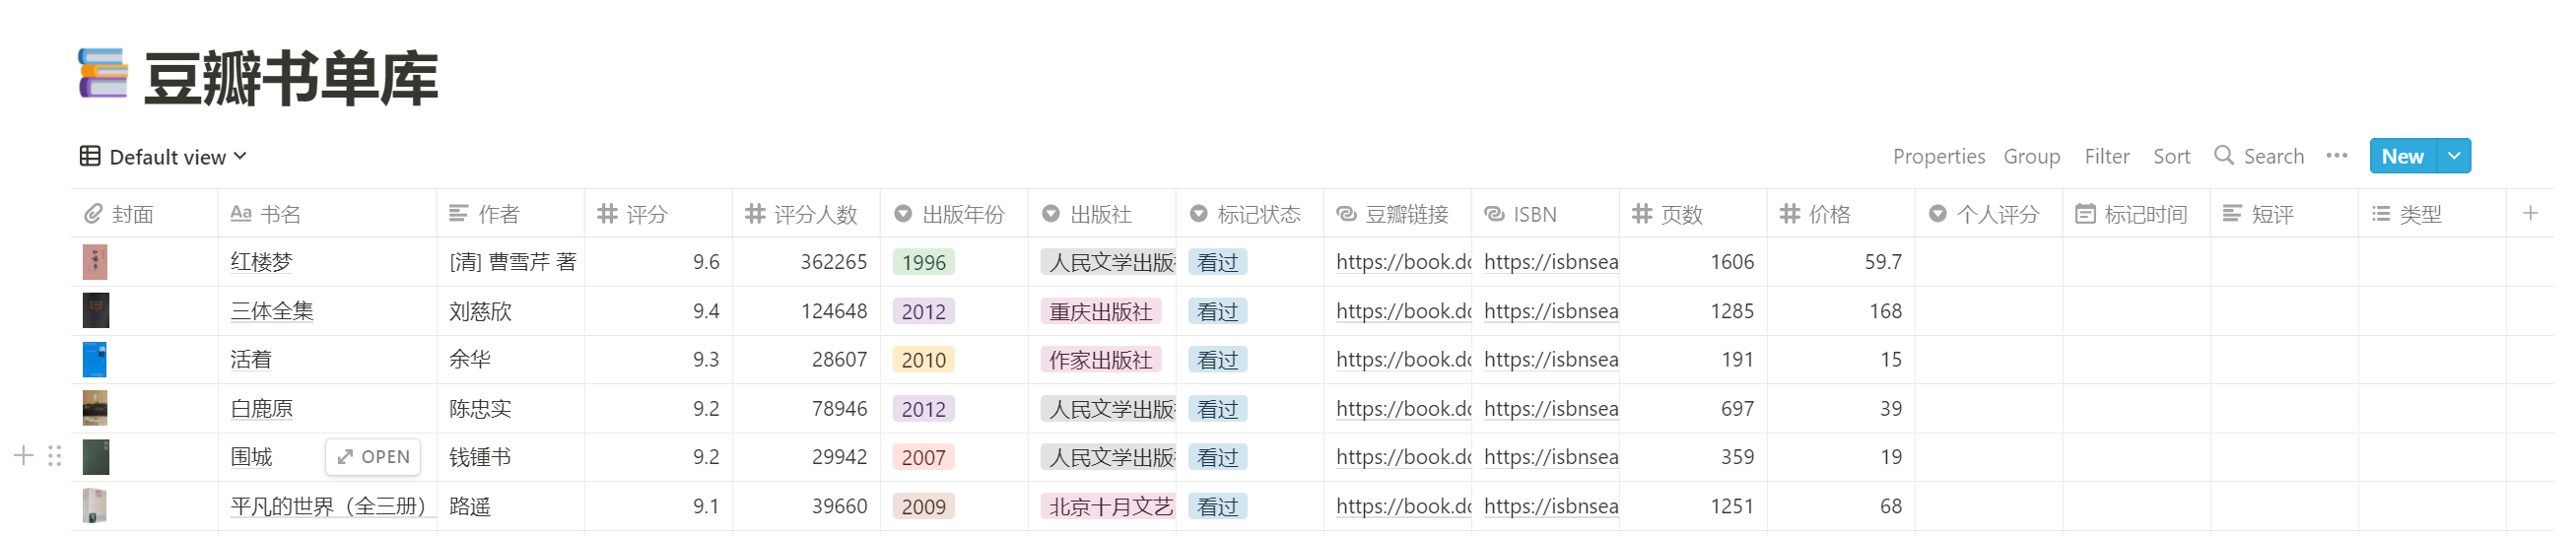 豆瓣书单库
Default view Properties Group Filter Sort Search ••• New
封面 Aa 书名 作者 # 评分 # 评分人数 出版年份 出版社 标记状态 豆瓣链接 ISBN # 页数 # 价格 个人评分 标记时间 短评 类型 +
红楼梦 [清] 曹雪芹 著 9.6 362265 1996 人民文学出版 看过 https://book.do https://isbnsea 1606 59.7
三体全集 刘慈欣 9.4 124648 2012 重庆出版社 看过 https://book.do https://isbnsea 1285 168
活着 余华 9.3 28607 2010 作家出版社 看过 https://book.do https://isbnsea 191 15
白鹿原 陈忠实 9.2 78946 2012 人民文学出版 看过 https://book.do https://isbnsea 697 39
围城 OPEN 钱锺书 9.2 29942 2007 人民文学出版 看过 https://book.do https://isbnsea 359 19
平凡的世界（全三册） 路遥 9.1 39660 2009 北京十月文艺 看过 https://book.do https://isbnsea 1251 68